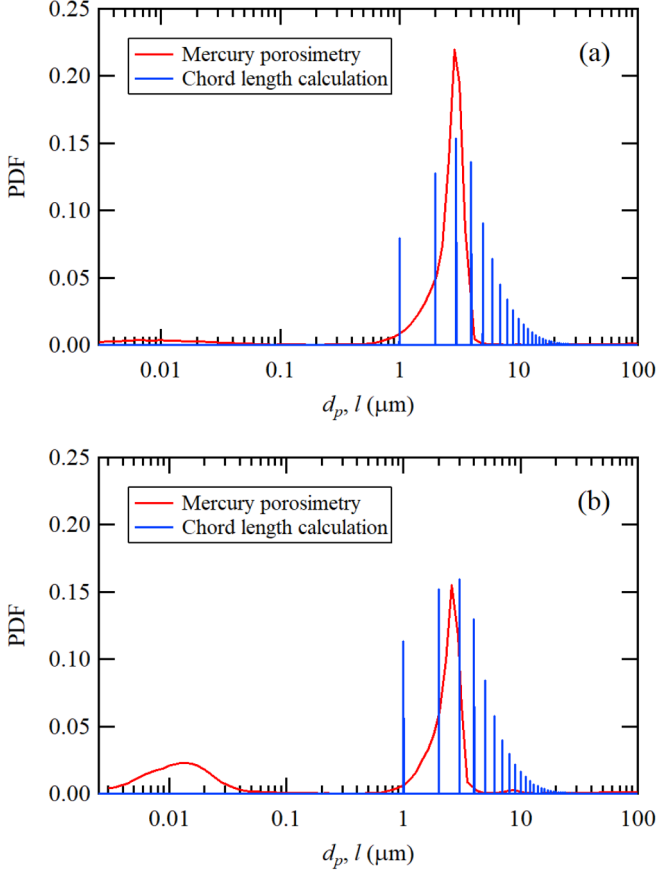 0.25
Mercury porosimetry
(a)
Chord length calculation
0.20
0.15
PDF
0.10
0.05
0.00
0.01 0.1 1 10 100
dp, l (μm)
0.25
Mercury porosimetry
(b)
Chord length calculation
0.20
0.15
PDF
0.10
0.05
0.00
0.01 0.1 1 10 100
dp, l (μm)